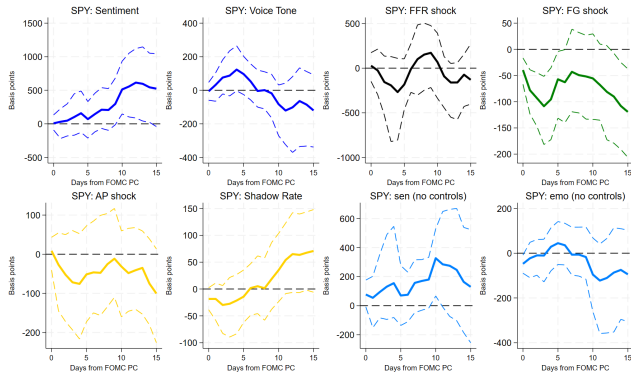 SPY: Sentiment
Basis points
1500
1000
500
0
-500
0 5 10 15
Days from FOMC PC
SPY: Voice Tone
Basis points
400
200
0
-200
-400
0 5 10 15
Days from FOMC PC
SPY: FFR shock
Basis points
500
0
-500
-1000
0 5 10 15
Days from FOMC PC
SPY: FG shock
Basis points
50
0
-50
-100
-150
-200
0 5 10 15
Days from FOMC PC
SPY: AP shock
Basis points
100
0
-100
-200
0 5 10 15
Days from FOMC PC
SPY: Shadow Rate
Basis points
150
100
50
0
-50
-100
0 5 10 15
Days from FOMC PC
SPY: sen (no controls)
Basis points
600
400
200
0
-200
0 5 10 15
Days from FOMC PC
SPY: emo (no controls)
Basis points
200
0
-200
-400
0 5 10 15
Days from FOMC PC